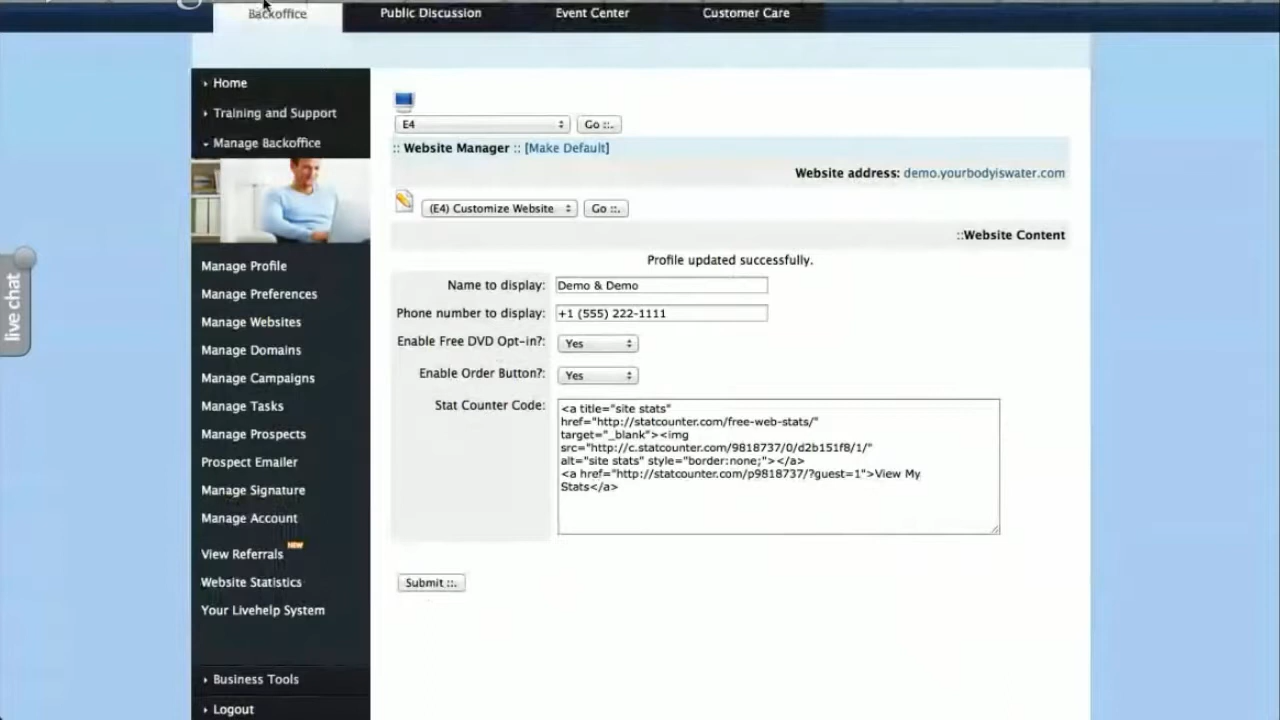 Backoffice
Public Discussion
Event Center
Customer Care
Home
Training and Support
Manage Backoffice
live chat
Manage Profile
Manage Preferences
Manage Websites
Manage Domains
Manage Campaigns
Manage Tasks
Manage Prospects
Prospect Emailer
Manage Signature
Manage Account
NEW
View Referrals
Website Statistics
Your Livehelp System
Business Tools
Logout
E4
Go ::.
:: Website Manager :: [Make Default]
Website address: demo.yourbodyiswater.com
(E4) Customize Website
Go ::.
::Website Content
Profile updated successfully.
Name to display: Demo & Demo
Phone number to display: +1 (555) 222-1111
Enable Free DVD Opt-in?: Yes
Enable Order Button?: Yes
Stat Counter Code: <a title="site stats"
href="http://statcounter.com/free-web-stats/"
target="_blank"><img
src="http://c.statcounter.com/9818737/0/d2b151f8/1/"
alt="site stats" style="border:none;"></a>
<a href="http://statcounter.com/p9818737/?guest=1">View My
Stats</a>
Submit ::.